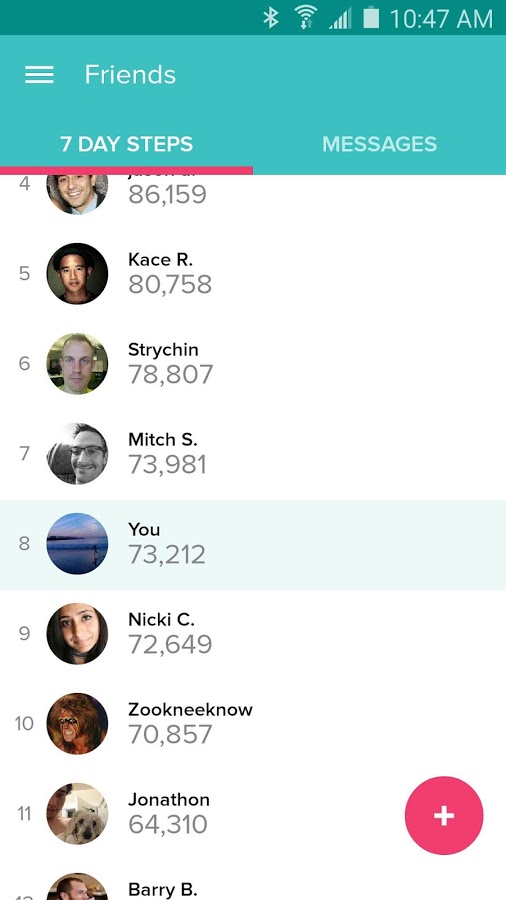 10:47 AM
Friends
7 DAY STEPS
MESSAGES
4
86,159
5
Kace R.
80,758
6
Strychin
78,807
7
Mitch S.
73,981
8
You
73,212
9
Nicki C.
72,649
10
Zookneeknow
70,857
11
Jonathon
64,310
+
Barry B.